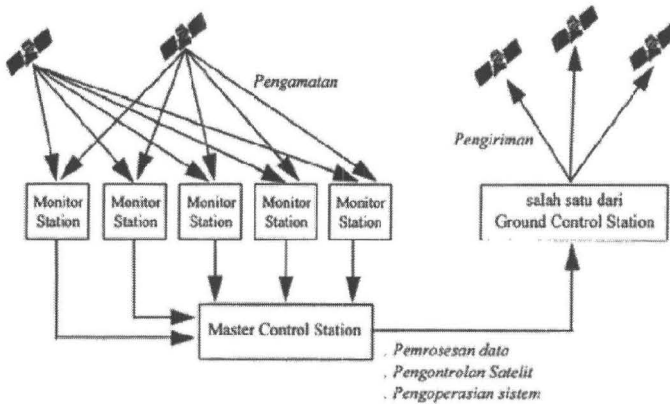 Pengamatan
Pengiriman
Monitor
Station
Monitor
Station
Monitor
Station
Monitor
Station
Monitor
Station
salah satu dari
Ground Control Station
Master Control Station
. Pemrosesan data
. Pengontrolan Satelit
. Pengoperasian sistem